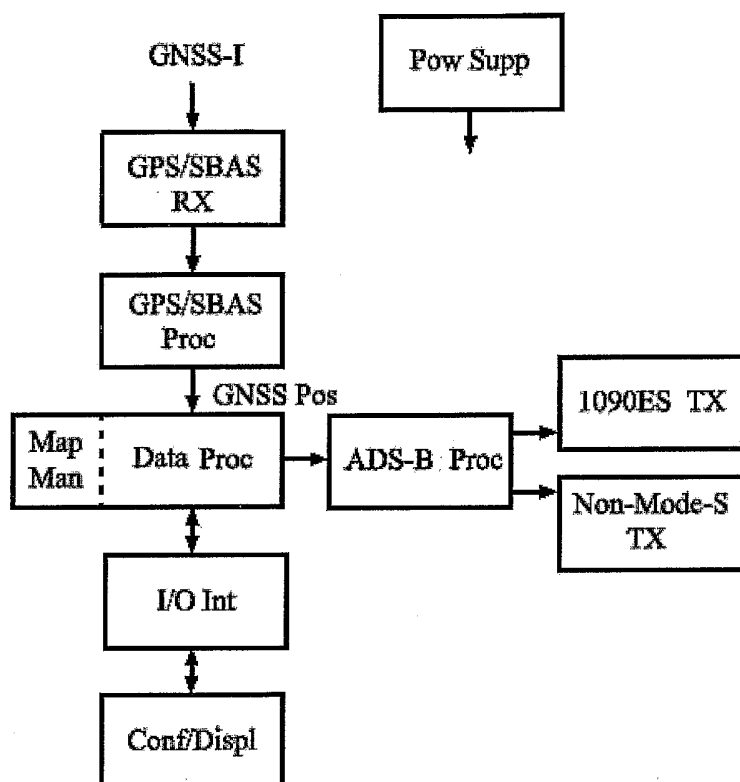 GNSS-I
Pow Supp
GPS/SBAS
RX
GPS/SBAS
Proc
GNSS Pos
Map
Man
Data Proc
ADS-B Proc
1090ES TX
Non-Mode-S
TX
I/O Int
Conf/Displ